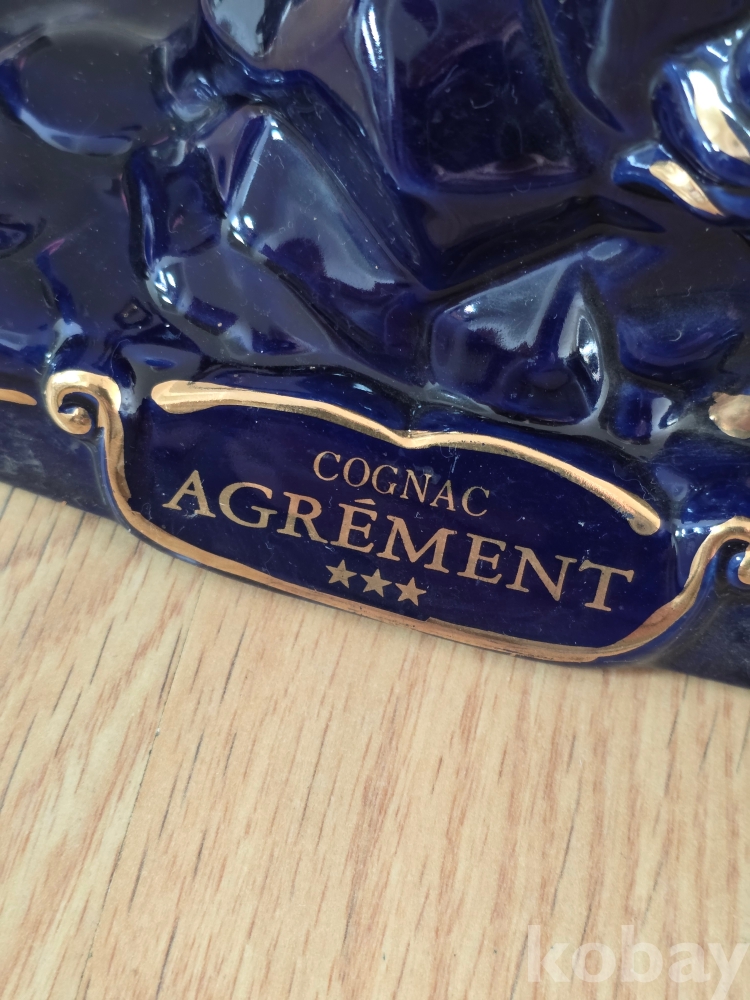 COGNAC
AGRÉMENT
★★★
kobay